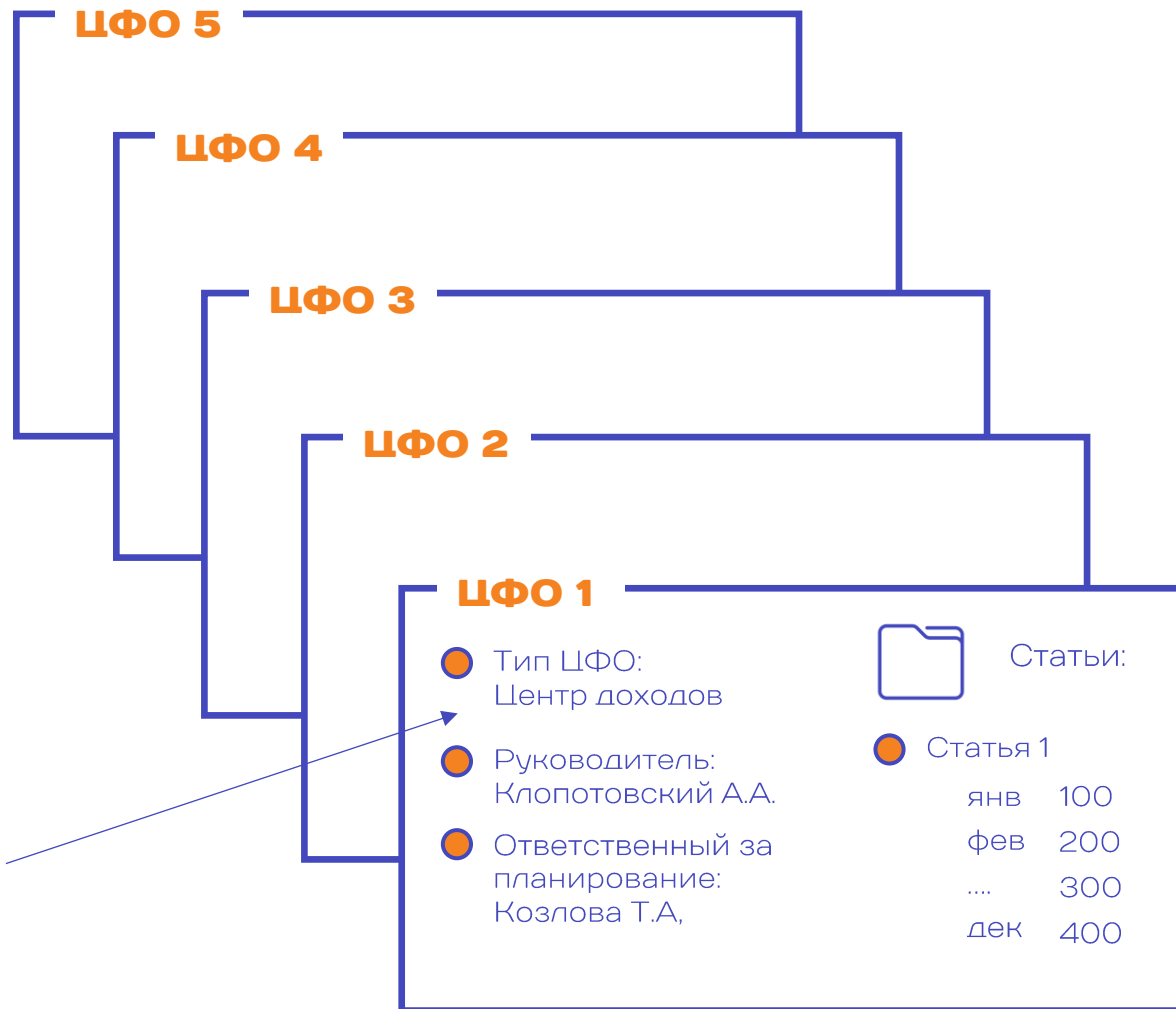 ЦФО 5
ЦФО 4
ЦФО 3
ЦФО 2
ЦФО 1
Тип ЦФО:
Центр доходов
Руководитель:
Клопотовский А.А.
Ответственный за
планирование:
Козлова Т.А,
Статьи:
Статья 1
янв 100
фев 200
.... 300
дек 400